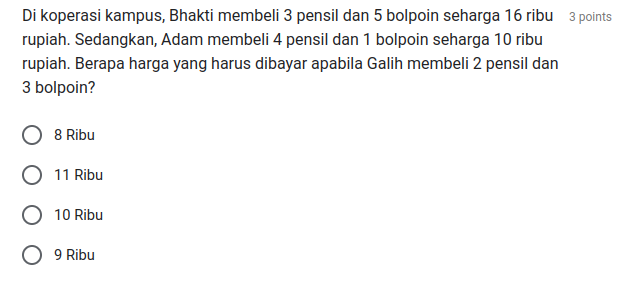 Di koperasi kampus, Bhakti membeli 3 pensil dan 5 bolpoin seharga 16 ribu 3 points
rupiah. Sedangkan, Adam membeli 4 pensil dan 1 bolpoin seharga 10 ribu
rupiah. Berapa harga yang harus dibayar apabila Galih membeli 2 pensil dan
3 bolpoin?
8 Ribu
11 Ribu
10 Ribu
9 Ribu